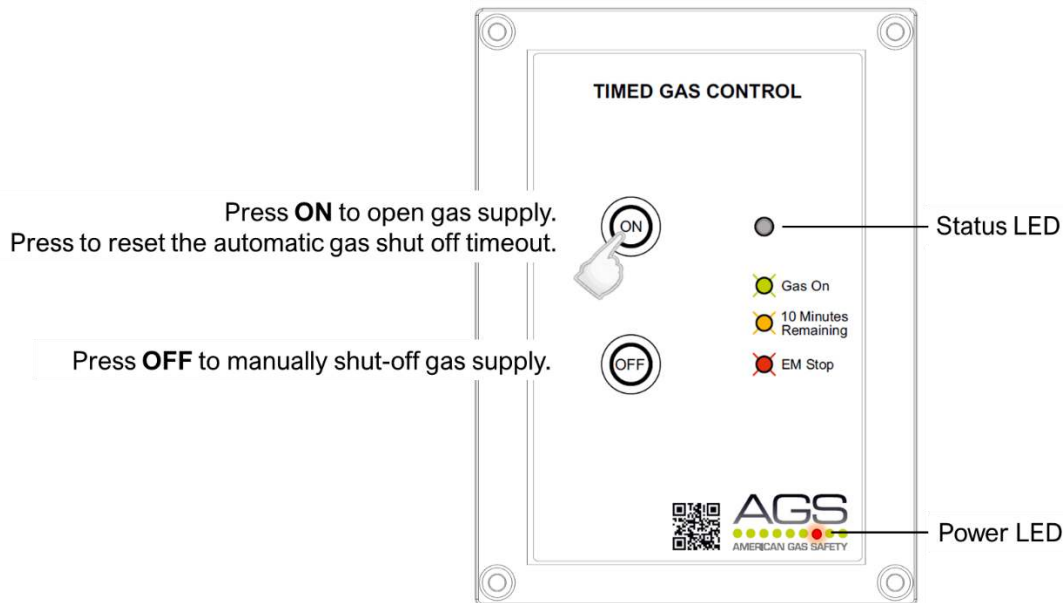 TIMED GAS CONTROL
Press ON to open gas supply.
Press to reset the automatic gas shut off timeout.
ON
Status LED
Gas On
10 Minutes
Remaining
Press OFF to manually shut-off gas supply.
OFF
EM Stop
AGS
AMERICAN GAS SAFETY
Power LED